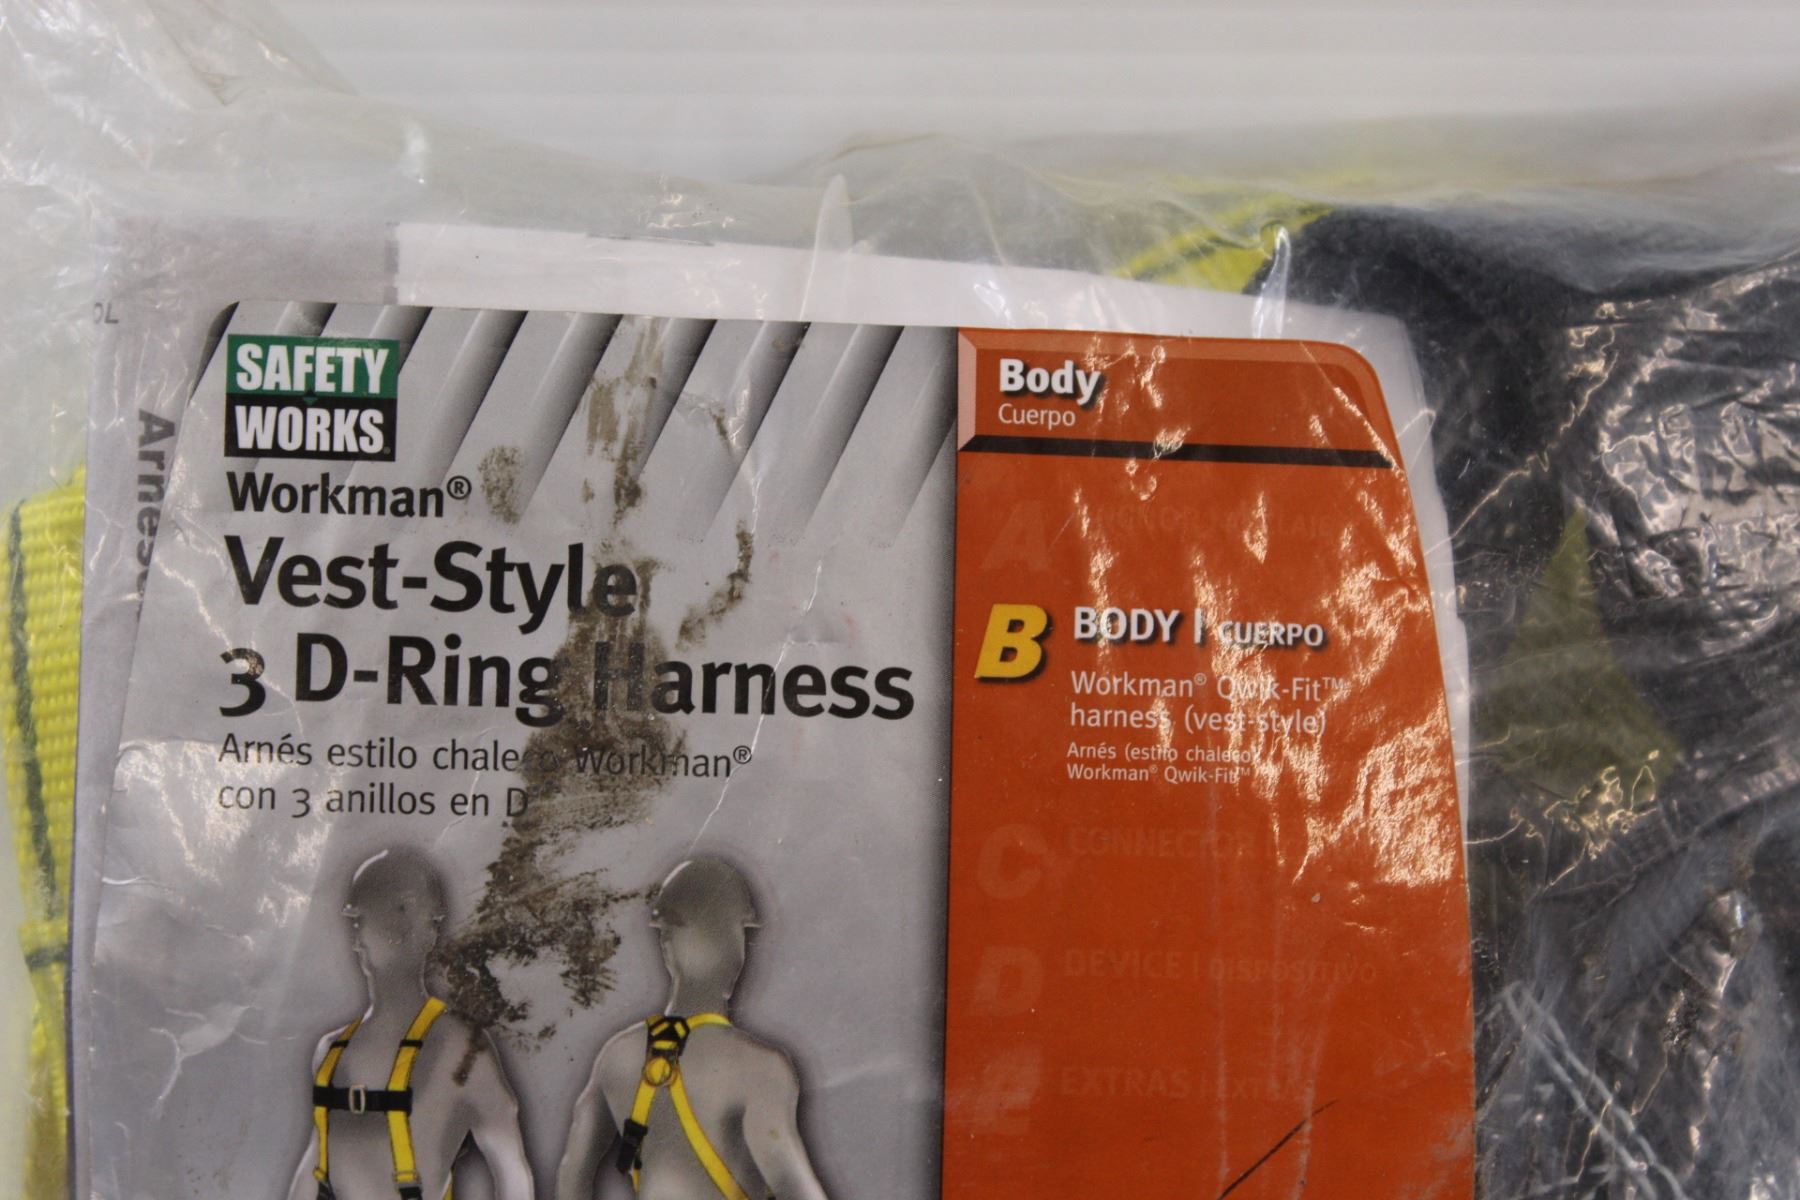 SAFETY
WORKS
Workman®
Vest-Style
3 D-Ring Harness
Arnés estilo chaleco Workman®
con 3 anillos en D
Body
Cuerpo
A
B BODY | CUERPO
Workman® Qwik-Fit™
harness (vest-style)
Arnés (estilo chaleco)
Workman® Qwik-Fit™
C CONNECTOR
D DEVICE | DISPOSITIVO
EXTRAS | EXTRAS